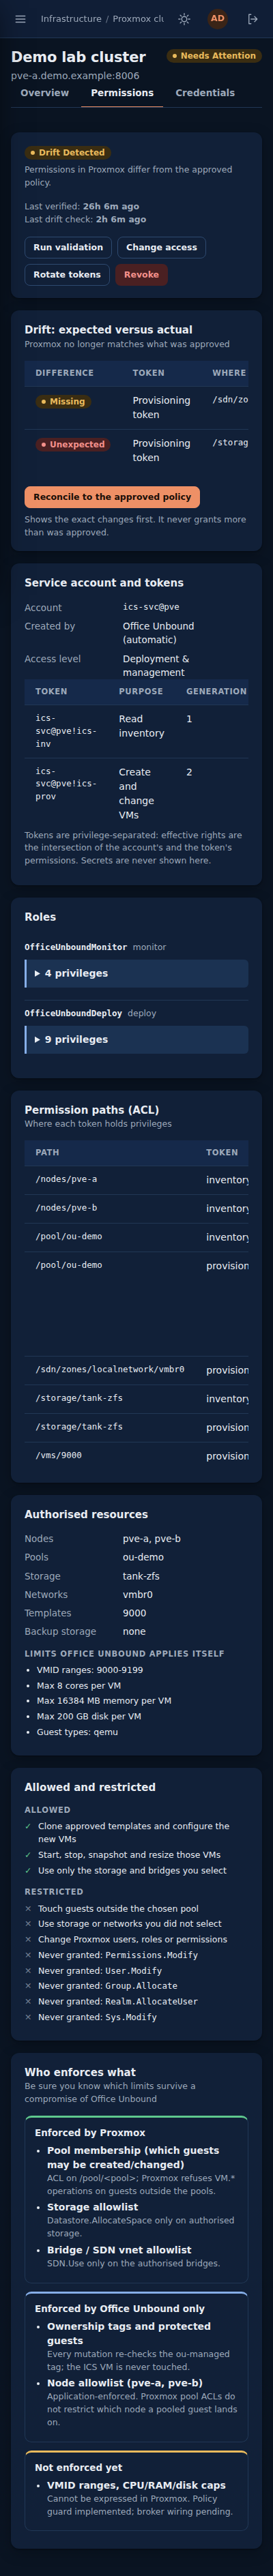 Infrastructure / Proxmox clu
AD
Demo lab cluster
Needs Attention
pve-a.demo.example:8006
Overview Permissions Credentials
Drift Detected
Permissions in Proxmox differ from the approved
policy.
Last verified: 26h 6m ago
Last drift check: 2h 6m ago
Run validation Change access
Rotate tokens Revoke
Drift: expected versus actual
Proxmox no longer matches what was approved
DIFFERENCE TOKEN WHERE
Missing Provisioning /sdn/zo
token
Unexpected Provisioning /storag
token
Reconcile to the approved policy
Shows the exact changes first. It never grants more
than was approved.
Service account and tokens
Account ics-svc@pve
Created by Office Unbound
(automatic)
Access level Deployment &
management
TOKEN PURPOSE GENERATION
ics- Read 1
svc@pve!ics- inventory
inv
ics- Create 2
svc@pve!ics- and
prov change
VMs
Tokens are privilege-separated: effective rights are
the intersection of the account's and the token's
permissions. Secrets are never shown here.
Roles
OfficeUnboundMonitor monitor
▶ 4 privileges
OfficeUnboundDeploy deploy
▶ 9 privileges
Permission paths (ACL)
Where each token holds privileges
PATH TOKEN
/nodes/pve-a inventory
/nodes/pve-b inventory
/pool/ou-demo inventory
/pool/ou-demo provision
/sdn/zones/localnetwork/vmbr0 provision
/storage/tank-zfs inventory
/storage/tank-zfs provision
/vms/9000 provision
Authorised resources
Nodes pve-a, pve-b
Pools ou-demo
Storage tank-zfs
Networks vmbr0
Templates 9000
Backup storage none
LIMITS OFFICE UNBOUND APPLIES ITSELF
• VMID ranges: 9000-9199
• Max 8 cores per VM
• Max 16384 MB memory per VM
• Max 200 GB disk per VM
• Guest types: qemu
Allowed and restricted
ALLOWED
✓ Clone approved templates and configure the
new VMs
✓ Start, stop, snapshot and resize those VMs
✓ Use only the storage and bridges you select
RESTRICTED
✕ Touch guests outside the chosen pool
✕ Use storage or networks you did not select
✕ Change Proxmox users, roles or permissions
✕ Never granted: Permissions.Modify
✕ Never granted: User.Modify
✕ Never granted: Group.Allocate
✕ Never granted: Realm.AllocateUser
✕ Never granted: Sys.Modify
Who enforces what
Be sure you know which limits survive a
compromise of Office Unbound
Enforced by Proxmox
• Pool membership (which guests
may be created/changed)
ACL on /pool/<pool>; Proxmox refuses VM.*
operations on guests outside the pools.
• Storage allowlist
Datastore.AllocateSpace only on authorised
storage.
• Bridge / SDN vnet allowlist
SDN.Use only on the authorised bridges.
Enforced by Office Unbound only
• Ownership tags and protected
guests
Every mutation re-checks the ou-managed
tag; the ICS VM is never touched.
• Node allowlist (pve-a, pve-b)
Application-enforced. Proxmox pool ACLs do
not restrict which node a pooled guest lands
on.
Not enforced yet
• VMID ranges, CPU/RAM/disk caps
Cannot be expressed in Proxmox. Policy
guard implemented; broker wiring pending.